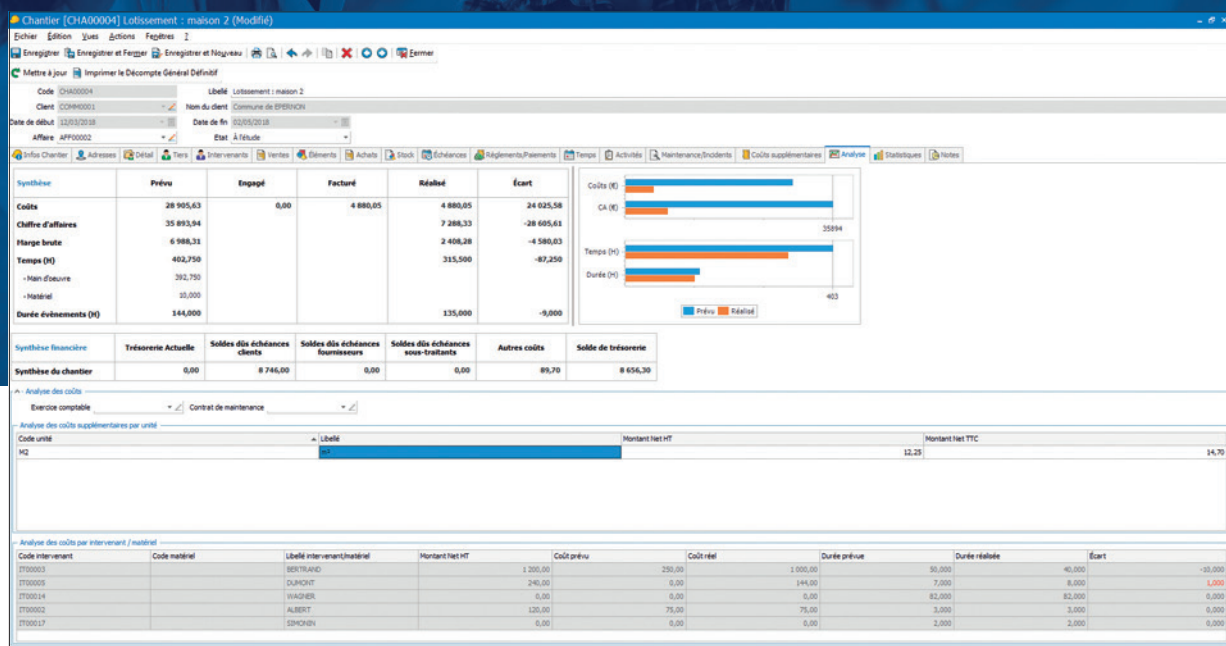 Chantier [CHA00004] Lotissement : maison 2 (Modifié)
Fichier Édition Vues Actions Fenêtres ?
Enregistrer Enregistrer et Fermer Enregistrer et Nouveau Fermer
Mettre à jour Imprimer le Décompte Général Définitif
Code CHA00004 Libellé Lotissement : maison 2
Client COMM0001 Nom du client Commune de EPERNON
Date de début 12/03/2018 Date de fin 02/05/2018
Affaire AFF00002 Etat À l'étude
Infos Chantier Adresses Détail Tiers Intervenants Ventes Éléments Achats Stock Échéances Règlements/Paiements Temps Activités Maintenance/Incidents Coûts supplémentaires Analyse Statistiques Notes
Synthèse Prévu Engagé Facturé Réalisé Écart
Coûts 28 905,63 0,00 4 880,05 4 880,05 24 025,58
Chiffre d'affaires 35 893,94 7 288,33 -28 605,61
Marge brute 6 988,31 2 408,28 -4 580,03
Temps (H) 402,750 315,500 -87,250
- Main d'oeuvre 392,750
- Matériel 10,000
Durée évènements (H) 144,000 135,000 -9,000
Coûts (€)
CA (€)
35894
Temps (H)
Durée (H)
403
Prévu Réalisé
Synthèse financière Trésorerie Actuelle Soldes dûs échéances clients Soldes dûs échéances fournisseurs Soldes dûs échéances sous-traitants Autres coûts Solde de trésorerie
Synthèse du chantier 0,00 8 746,00 0,00 0,00 89,70 8 656,30
Analyse des coûts
Exercice comptable Contrat de maintenance
Analyse des coûts supplémentaires par unité
Code unité Libellé Montant Net HT Montant Net TTC
M2 m² 12,25 14,70
Analyse des coûts par intervenant / matériel
Code intervenant Code matériel Libellé intervenant/matériel Montant Net HT Coût prévu Coût réel Durée prévue Durée réalisée Écart
IT00003 BERTRAND 1 200,00 250,00 1 000,00 50,000 40,000 -10,000
IT00005 DUMONT 240,00 0,00 144,00 7,000 8,000 1,000
IT00014 WAGNER 0,00 0,00 0,00 82,000 82,000 0,000
IT00002 ALBERT 120,00 75,00 75,00 3,000 3,000 0,000
IT00017 SIMONIN 0,00 0,00 0,00 2,000 2,000 0,000